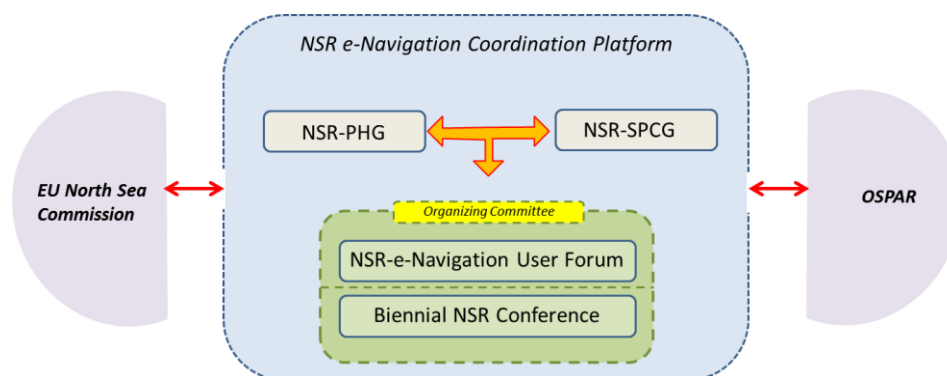 NSR e-Navigation Coordination Platform
NSR-PHG
NSR-SPCG
EU North Sea
Commission
OSPAR
Organizing Committee
NSR-e-Navigation User Forum
Biennial NSR Conference